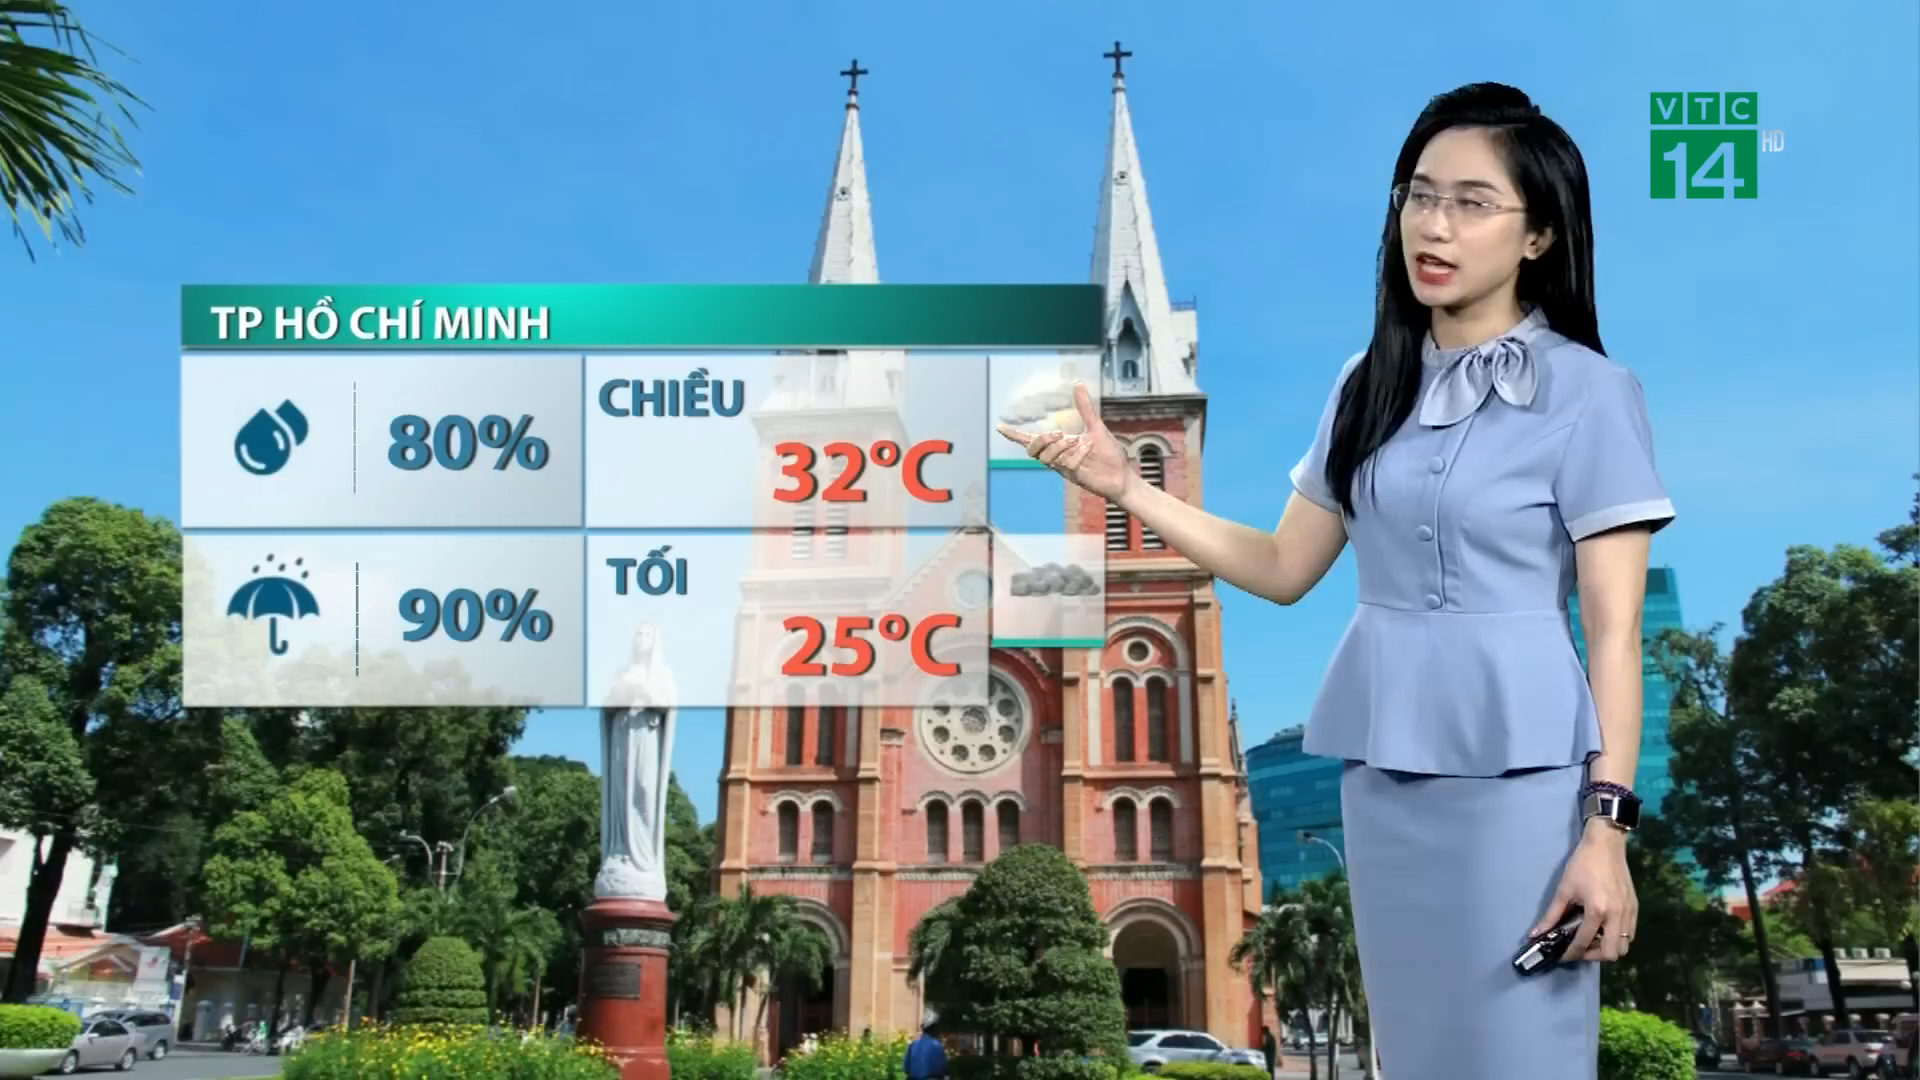 VTC
14
HD
TP HỒ CHÍ MINH
80%
CHIỀU
32°C
90%
TỐI
25°C